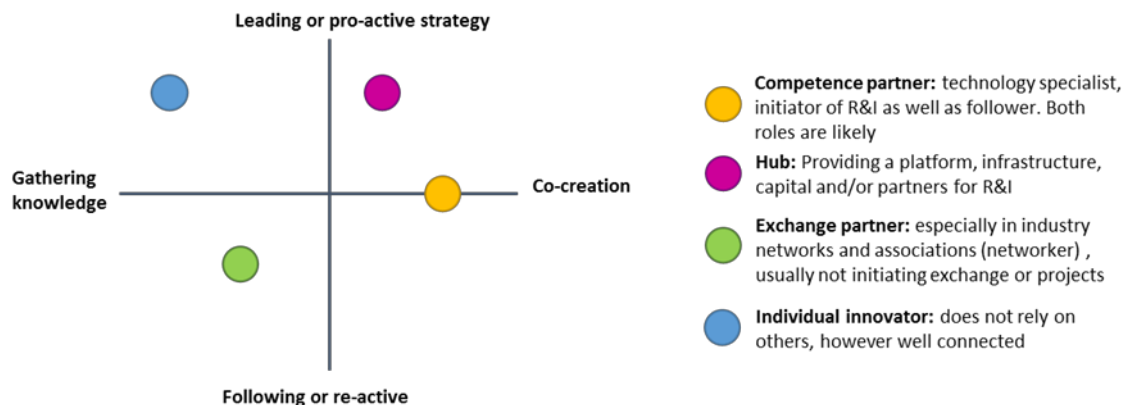 Leading or pro-active strategy
Gathering
knowledge
Co-creation
Following or re-active
Competence partner: technology specialist,
initiator of R&I as well as follower. Both
roles are likely
Hub: Providing a platform, infrastructure,
capital and/or partners for R&I
Exchange partner: especially in industry
networks and associations (networker) ,
usually not initiating exchange or projects
Individual innovator: does not rely on
others, however well connected